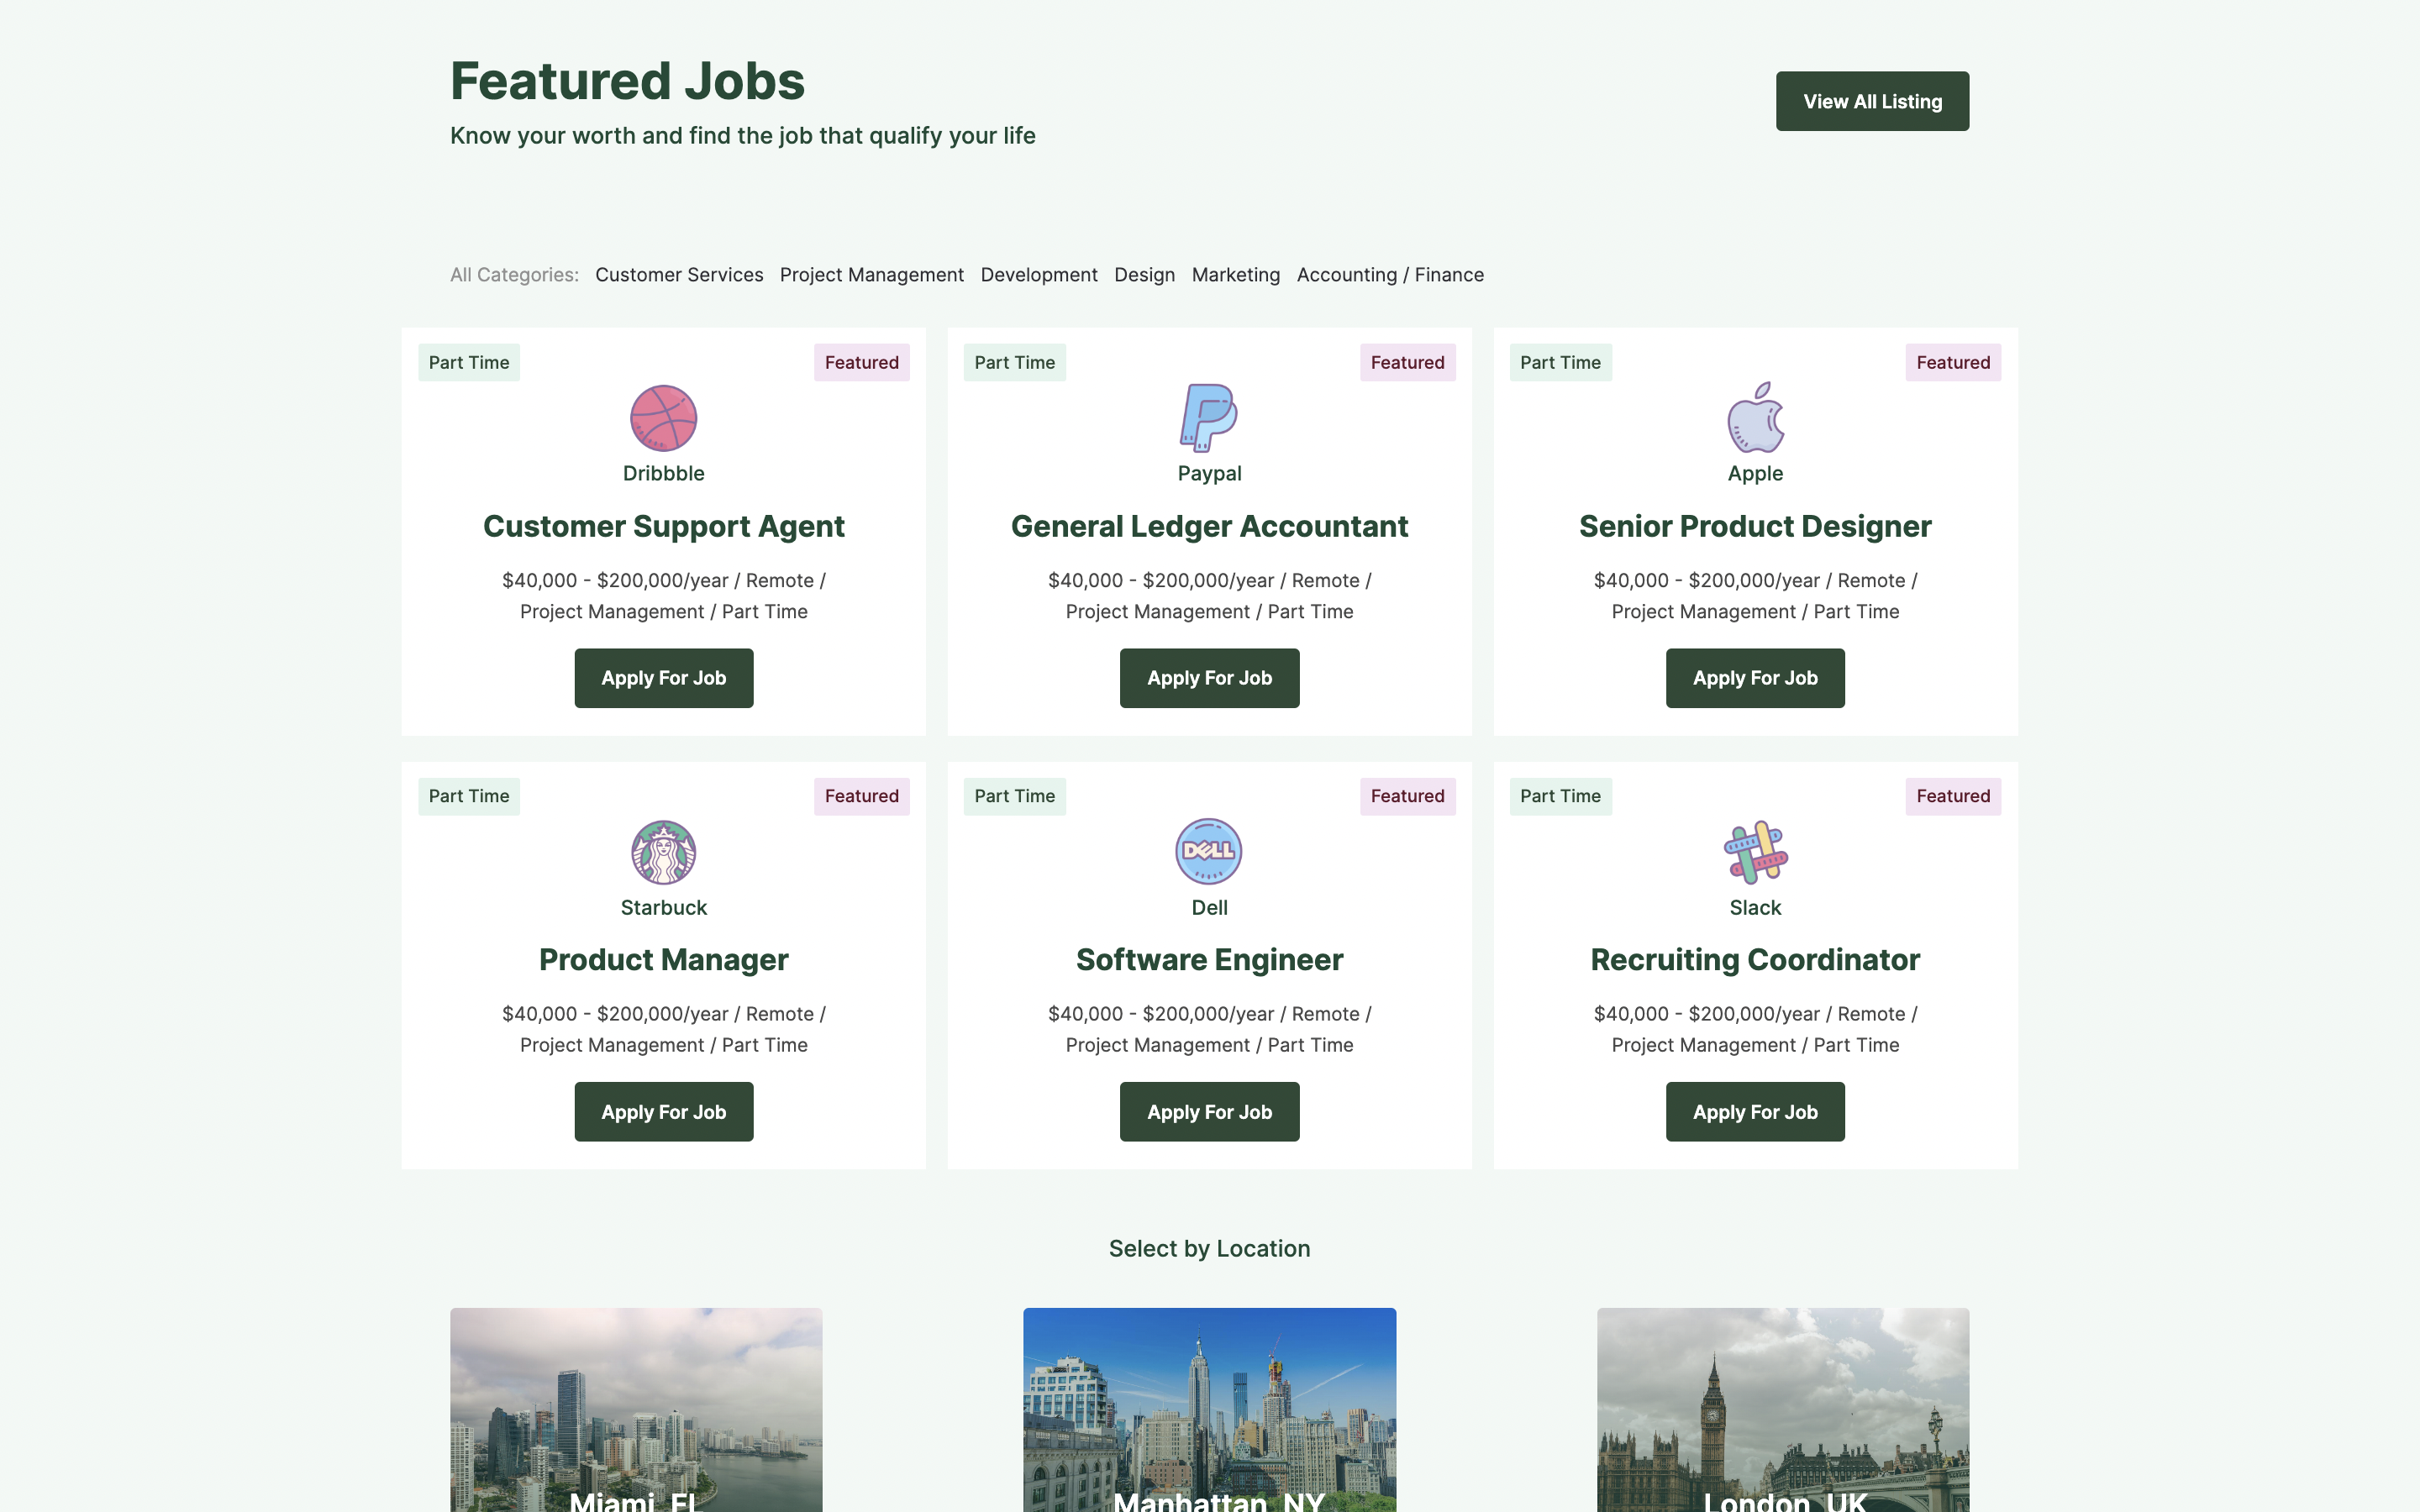 Featured Jobs
View All Listing
Know your worth and find the job that qualify your life
All Categories: Customer Services Project Management Development Design Marketing Accounting / Finance
Part Time
Featured
Dribbble
Customer Support Agent
$40,000 - $200,000/year / Remote /
Project Management / Part Time
Apply For Job
Part Time
Featured
Paypal
General Ledger Accountant
$40,000 - $200,000/year / Remote /
Project Management / Part Time
Apply For Job
Part Time
Featured
Apple
Senior Product Designer
$40,000 - $200,000/year / Remote /
Project Management / Part Time
Apply For Job
Part Time
Featured
Starbuck
Product Manager
$40,000 - $200,000/year / Remote /
Project Management / Part Time
Apply For Job
Part Time
Featured
DELL
Dell
Software Engineer
$40,000 - $200,000/year / Remote /
Project Management / Part Time
Apply For Job
Part Time
Featured
Slack
Recruiting Coordinator
$40,000 - $200,000/year / Remote /
Project Management / Part Time
Apply For Job
Select by Location
Miami, FL
Manhattan, NY
London, UK